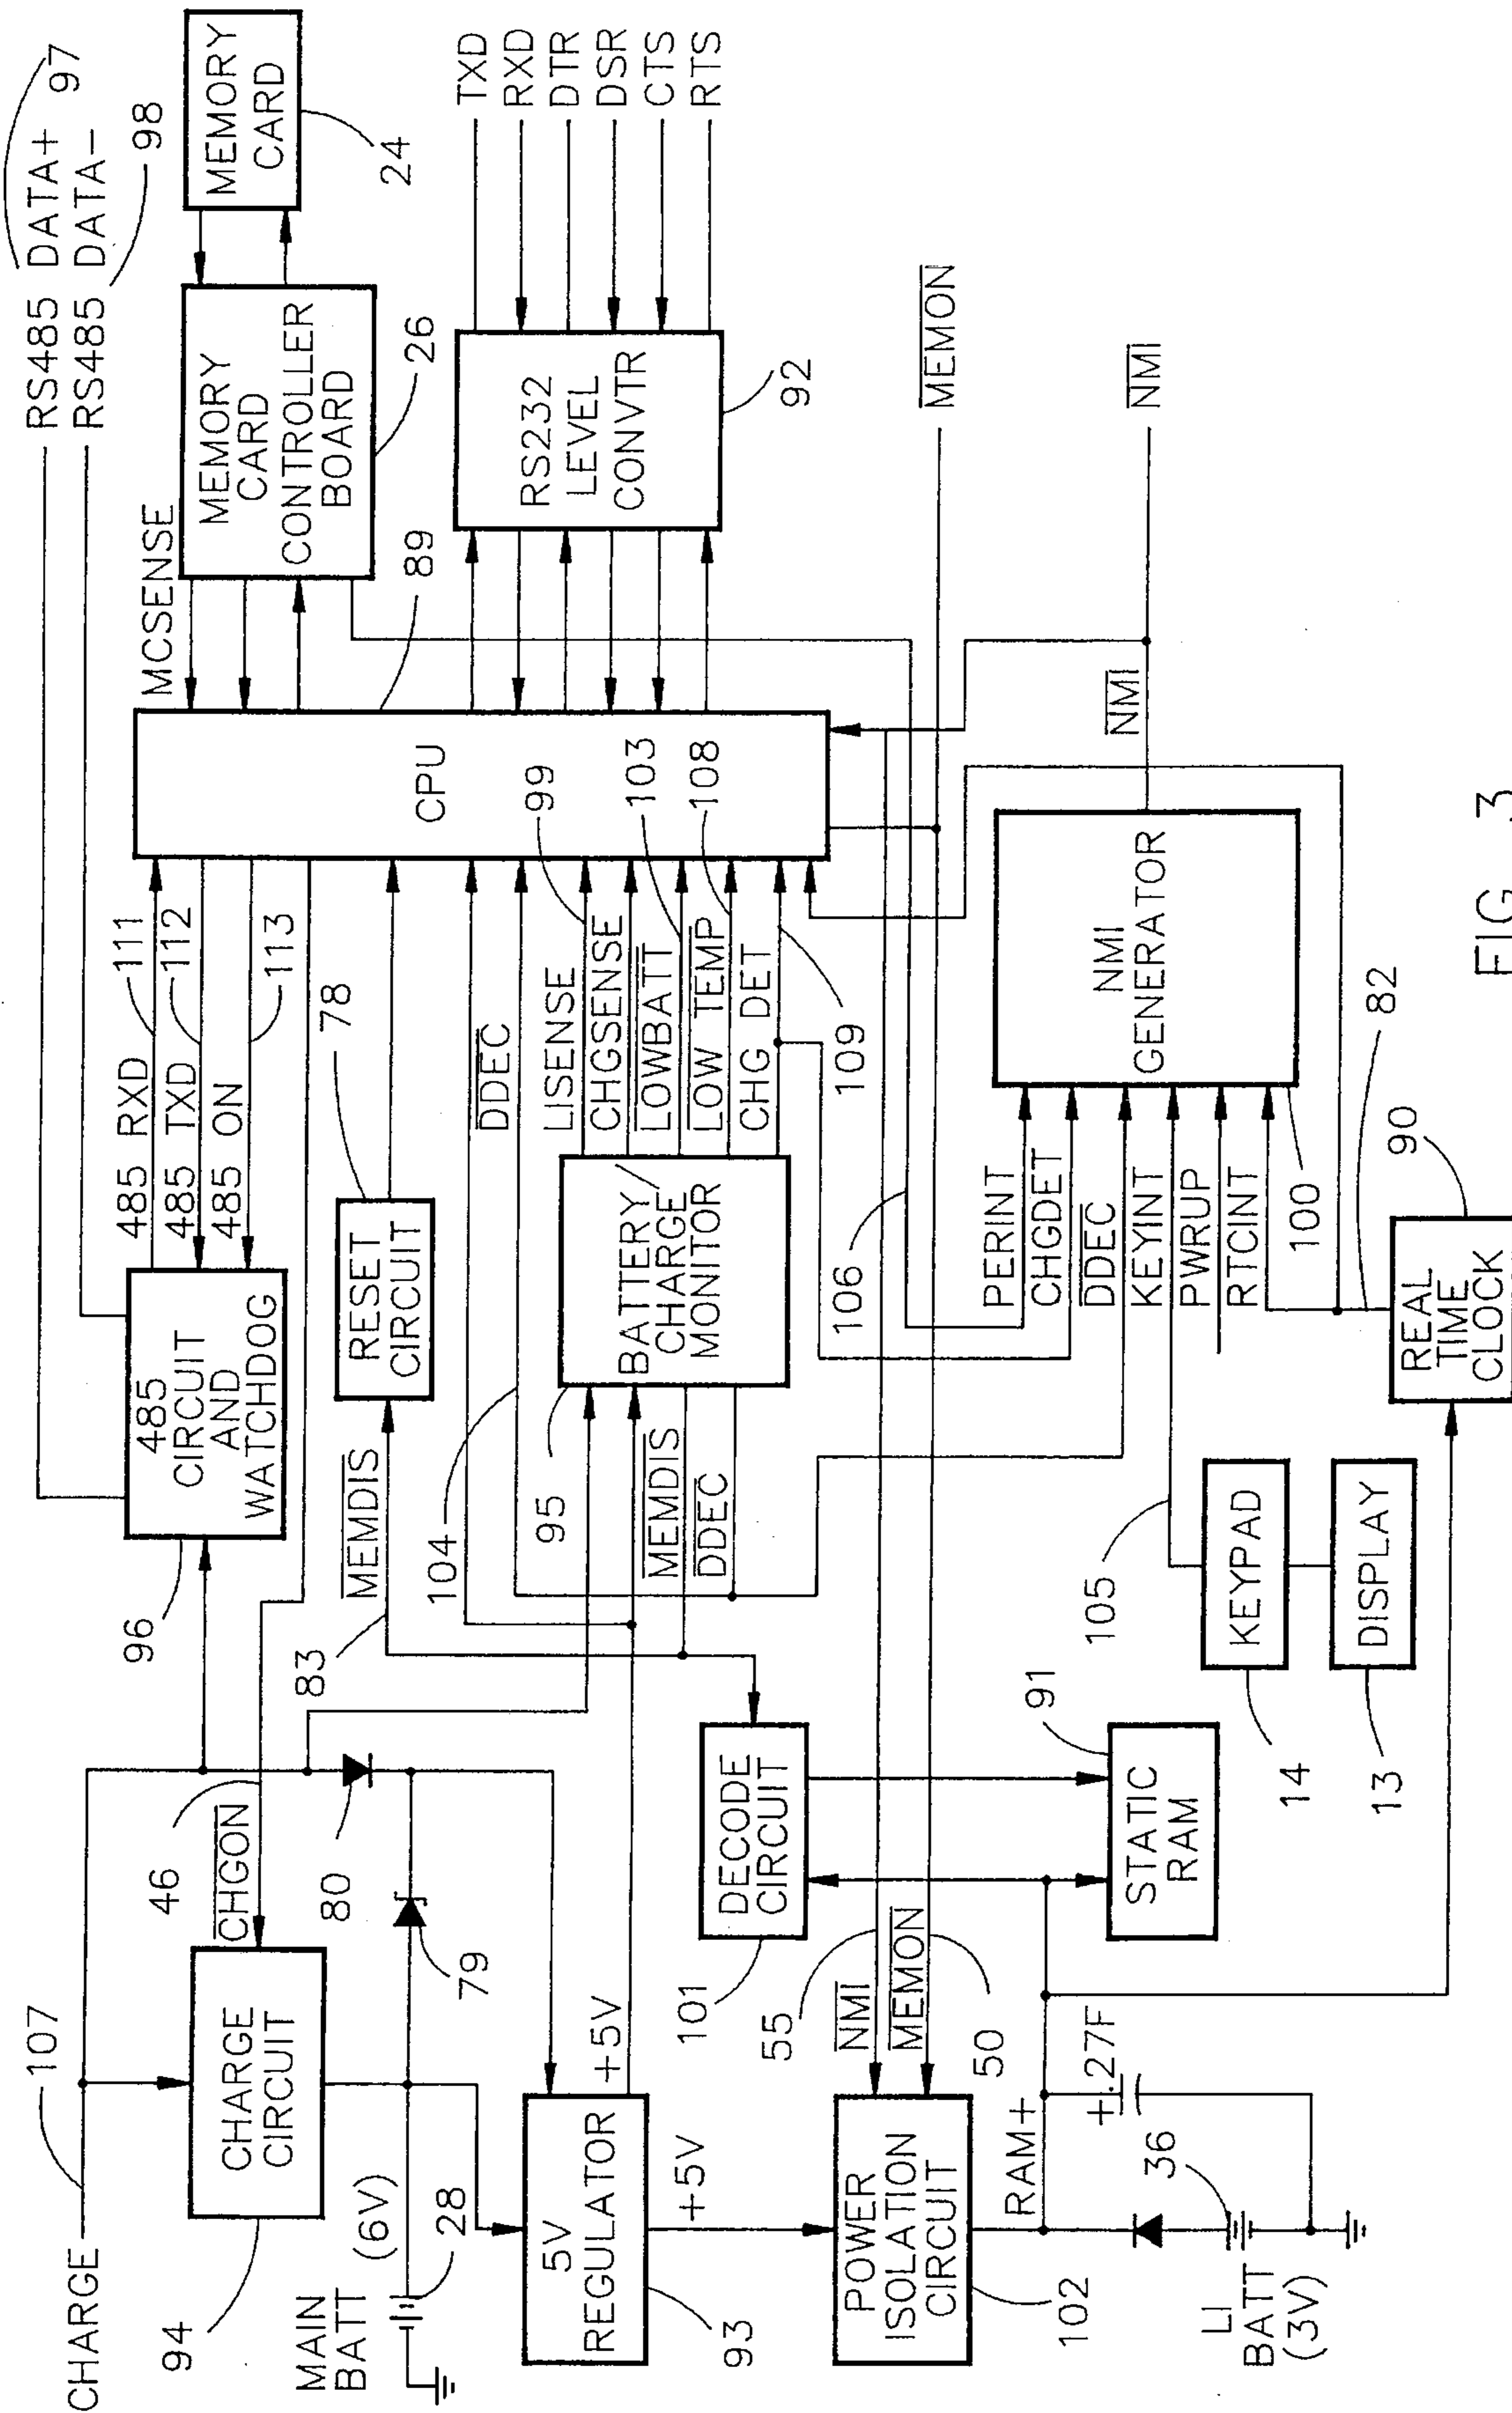 RS485 DATA+ 97
RS485 DATA− 98
MEMORY
CARD
24
MCSENSE
MEMORY
CARD
CONTROLLER
BOARD
26
TXD
RXD
DTR
DSR
CTS
RTS
RS232
LEVEL
CONVTR
92
CPU
89
99
103
108
485 RXD
111
485 TXD
112
485 ON
113
485
CIRCUIT
AND
WATCHDOG
96
78
RESET
CIRCUIT
MEMDIS
83
DDEC
104
LISENSE
CHGSENSE
LOWBATT
LOW TEMP
CHG DET
109
BATTERY/
CHARGE
MONITOR
95
MEMDIS
DDEC
CHARGE
107
CHARGE
CIRCUIT
94
46
CHGON
80
79
MAIN
BATT
(6V)
28
5V
REGULATOR
93
+5V
+5V
DECODE
CIRCUIT
101
STATIC
RAM
91
55
NMI
MEMON
50
POWER
ISOLATION
CIRCUIT
102
RAM+
+.27F
36
LI
BATT
(3V)
MEMON
NMI
NMI
NMI
GENERATOR
100
106
PERINT
CHGDET
DDEC
KEYINT
PWRUP
RTCINT
82
90
REAL
TIME
CLOCK
105
KEYPAD
14
DISPLAY
13
FIG. 3